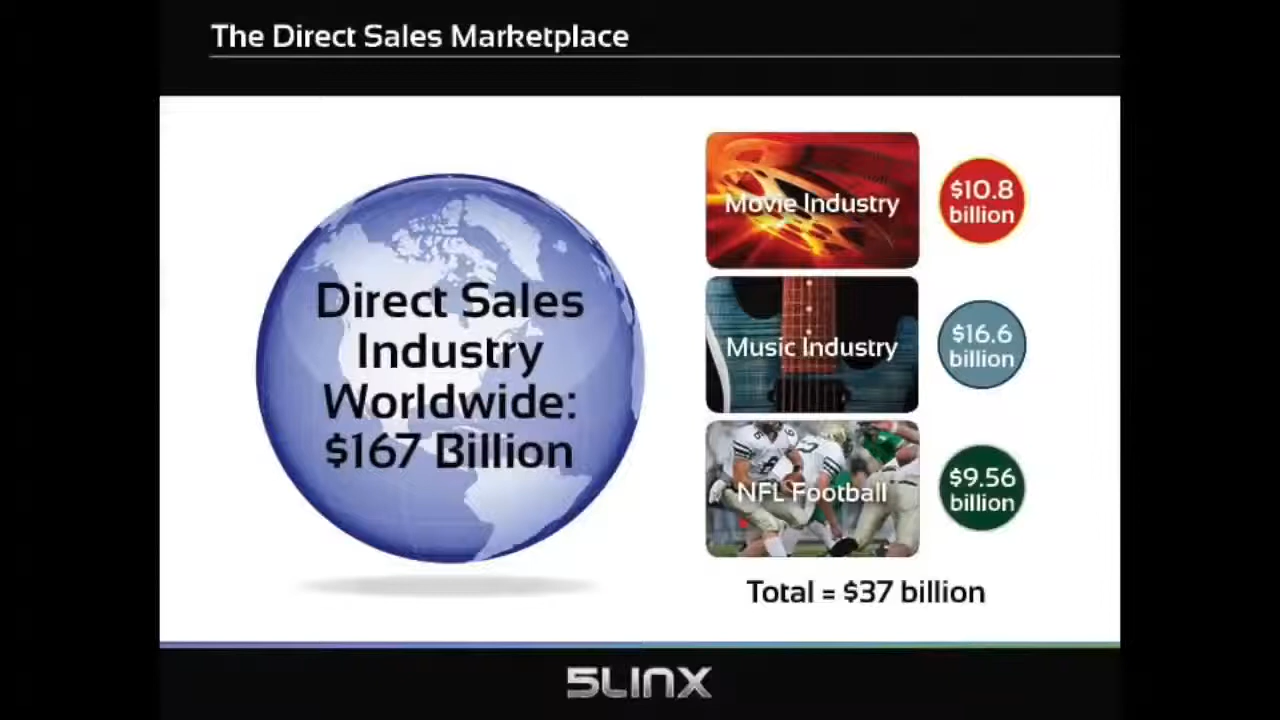 The Direct Sales Marketplace
Direct Sales
Industry
Worldwide:
$167 Billion
Movie Industry
$10.8
billion
Music Industry
$16.6
billion
NFL Football
$9.56
billion
Total = $37 billion
5LINX